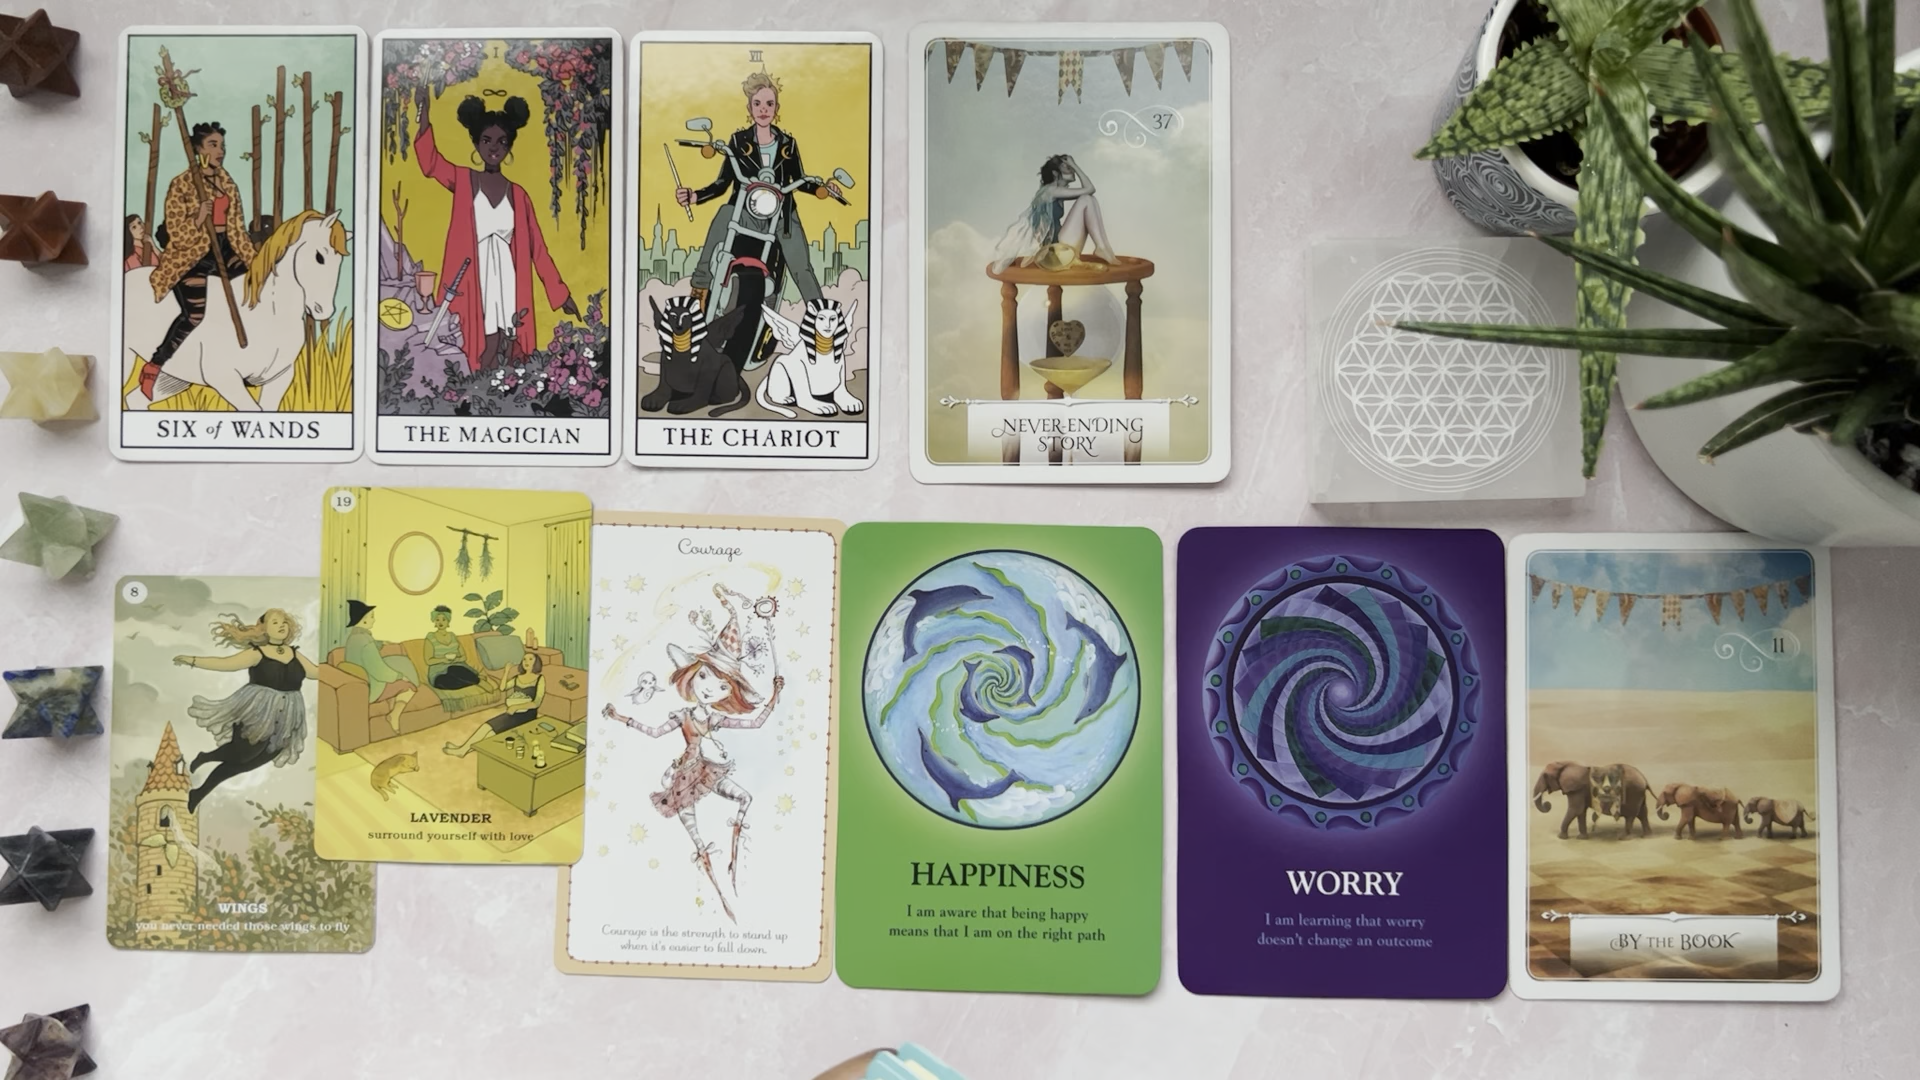 SIX of WANDS
I
THE MAGICIAN
VII
THE CHARIOT
37
NEVER-ENDING
STORY
8
WINGS
you never needed those wings to fly
19
LAVENDER
surround yourself with love
Courage
Courage is the strength to stand up
when it's easier to fall down.
HAPPINESS
I am aware that being happy
means that I am on the right path
WORRY
I am learning that worry
doesn't change an outcome
11
BY THE BOOK